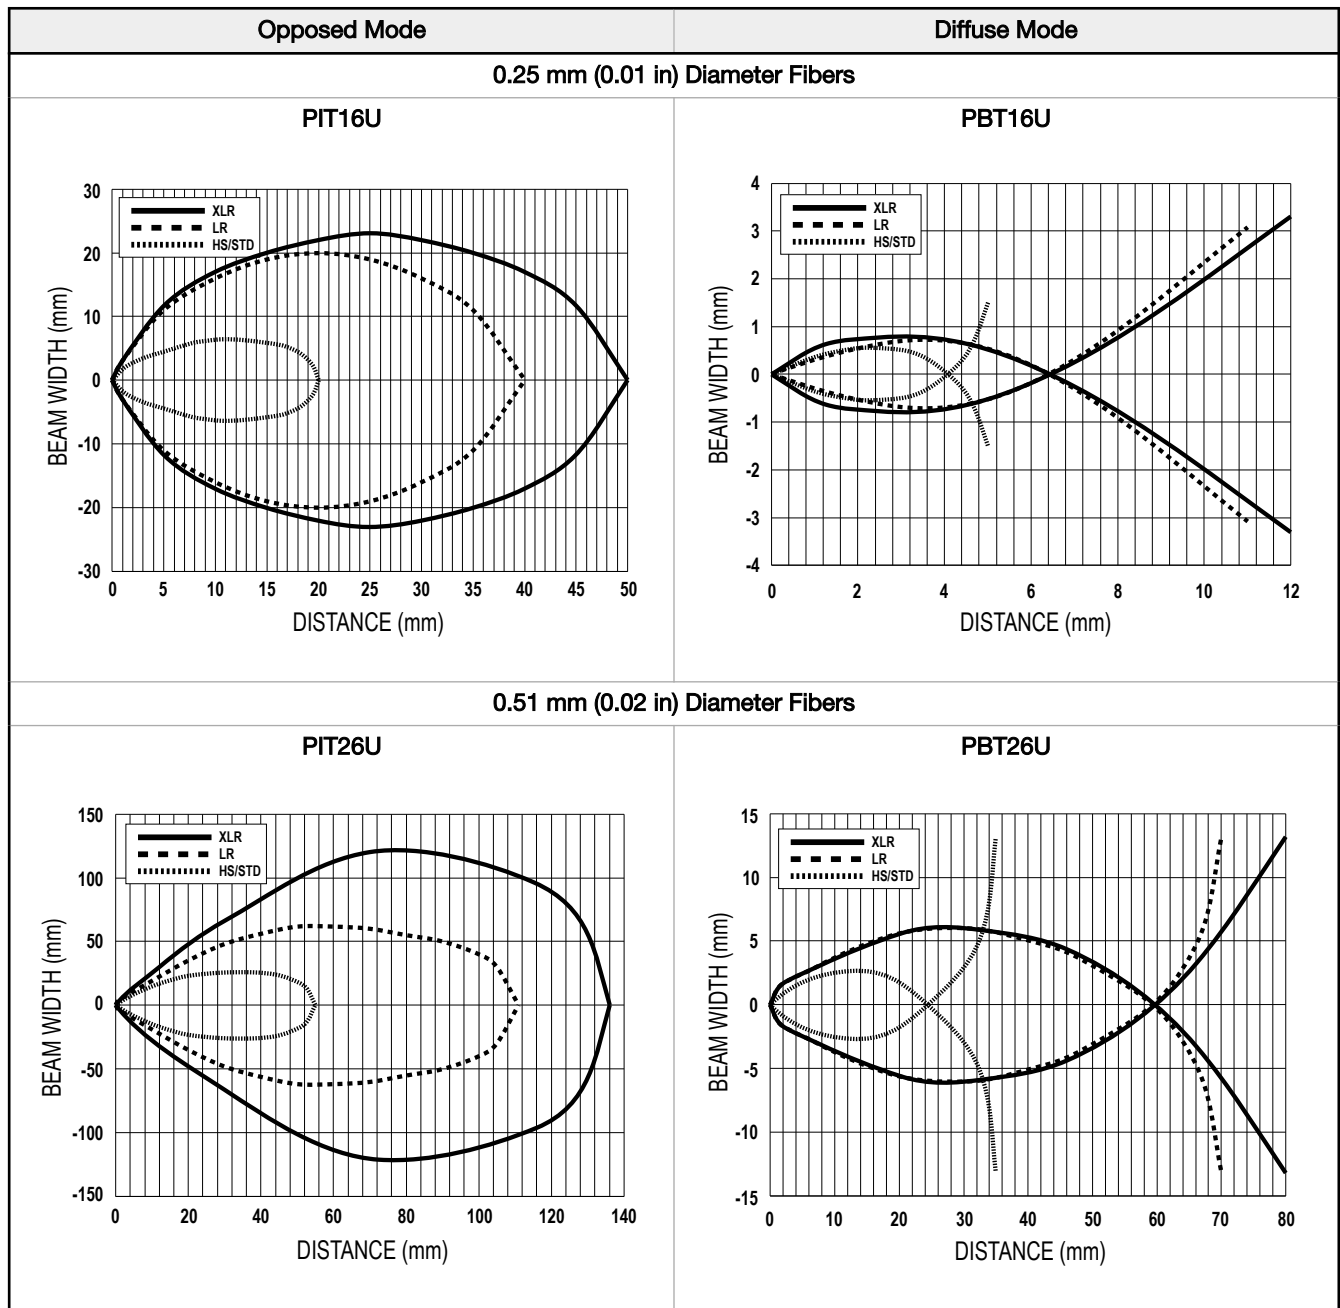 Opposed Mode
Diffuse Mode
0.25 mm (0.01 in) Diameter Fibers
PIT16U
30
20
10
0
-10
-20
-30
BEAM WIDTH (mm)
XLR
LR
HS/STD
0 5 10 15 20 25 30 35 40 45 50
DISTANCE (mm)
PBT16U
4
3
2
1
0
-1
-2
-3
-4
BEAM WIDTH (mm)
XLR
LR
HS/STD
0 2 4 6 8 10 12
DISTANCE (mm)
0.51 mm (0.02 in) Diameter Fibers
PIT26U
150
100
50
0
-50
-100
-150
BEAM WIDTH (mm)
XLR
LR
HS/STD
0 20 40 60 80 100 120 140
DISTANCE (mm)
PBT26U
15
10
5
0
-5
-10
-15
BEAM WIDTH (mm)
XLR
LR
HS/STD
0 10 20 30 40 50 60 70 80
DISTANCE (mm)